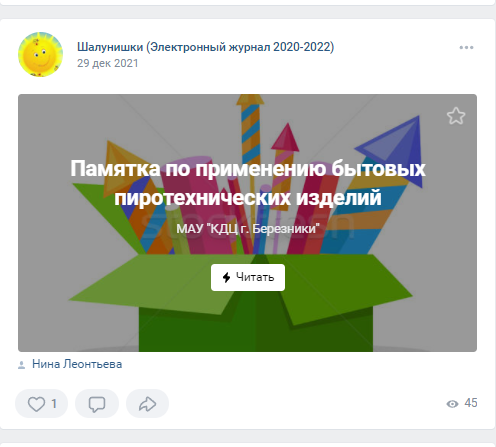 Шалунишки (Электронный журнал 2020-2022)
29 дек 2021
Памятка по применению бытовых
пиротехнических изделий
МАУ "КДЦ г. Березники"
Читать
Нина Леонтьева
1
45